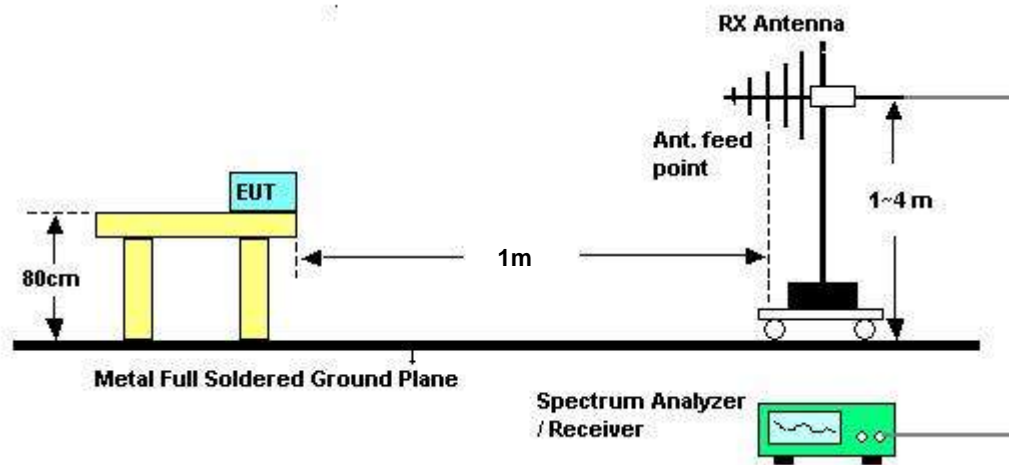 RX Antenna
Ant. feed
point
EUT
1~4 m
1m
80cm
Metal Full Soldered Ground Plane
Spectrum Analyzer
/ Receiver